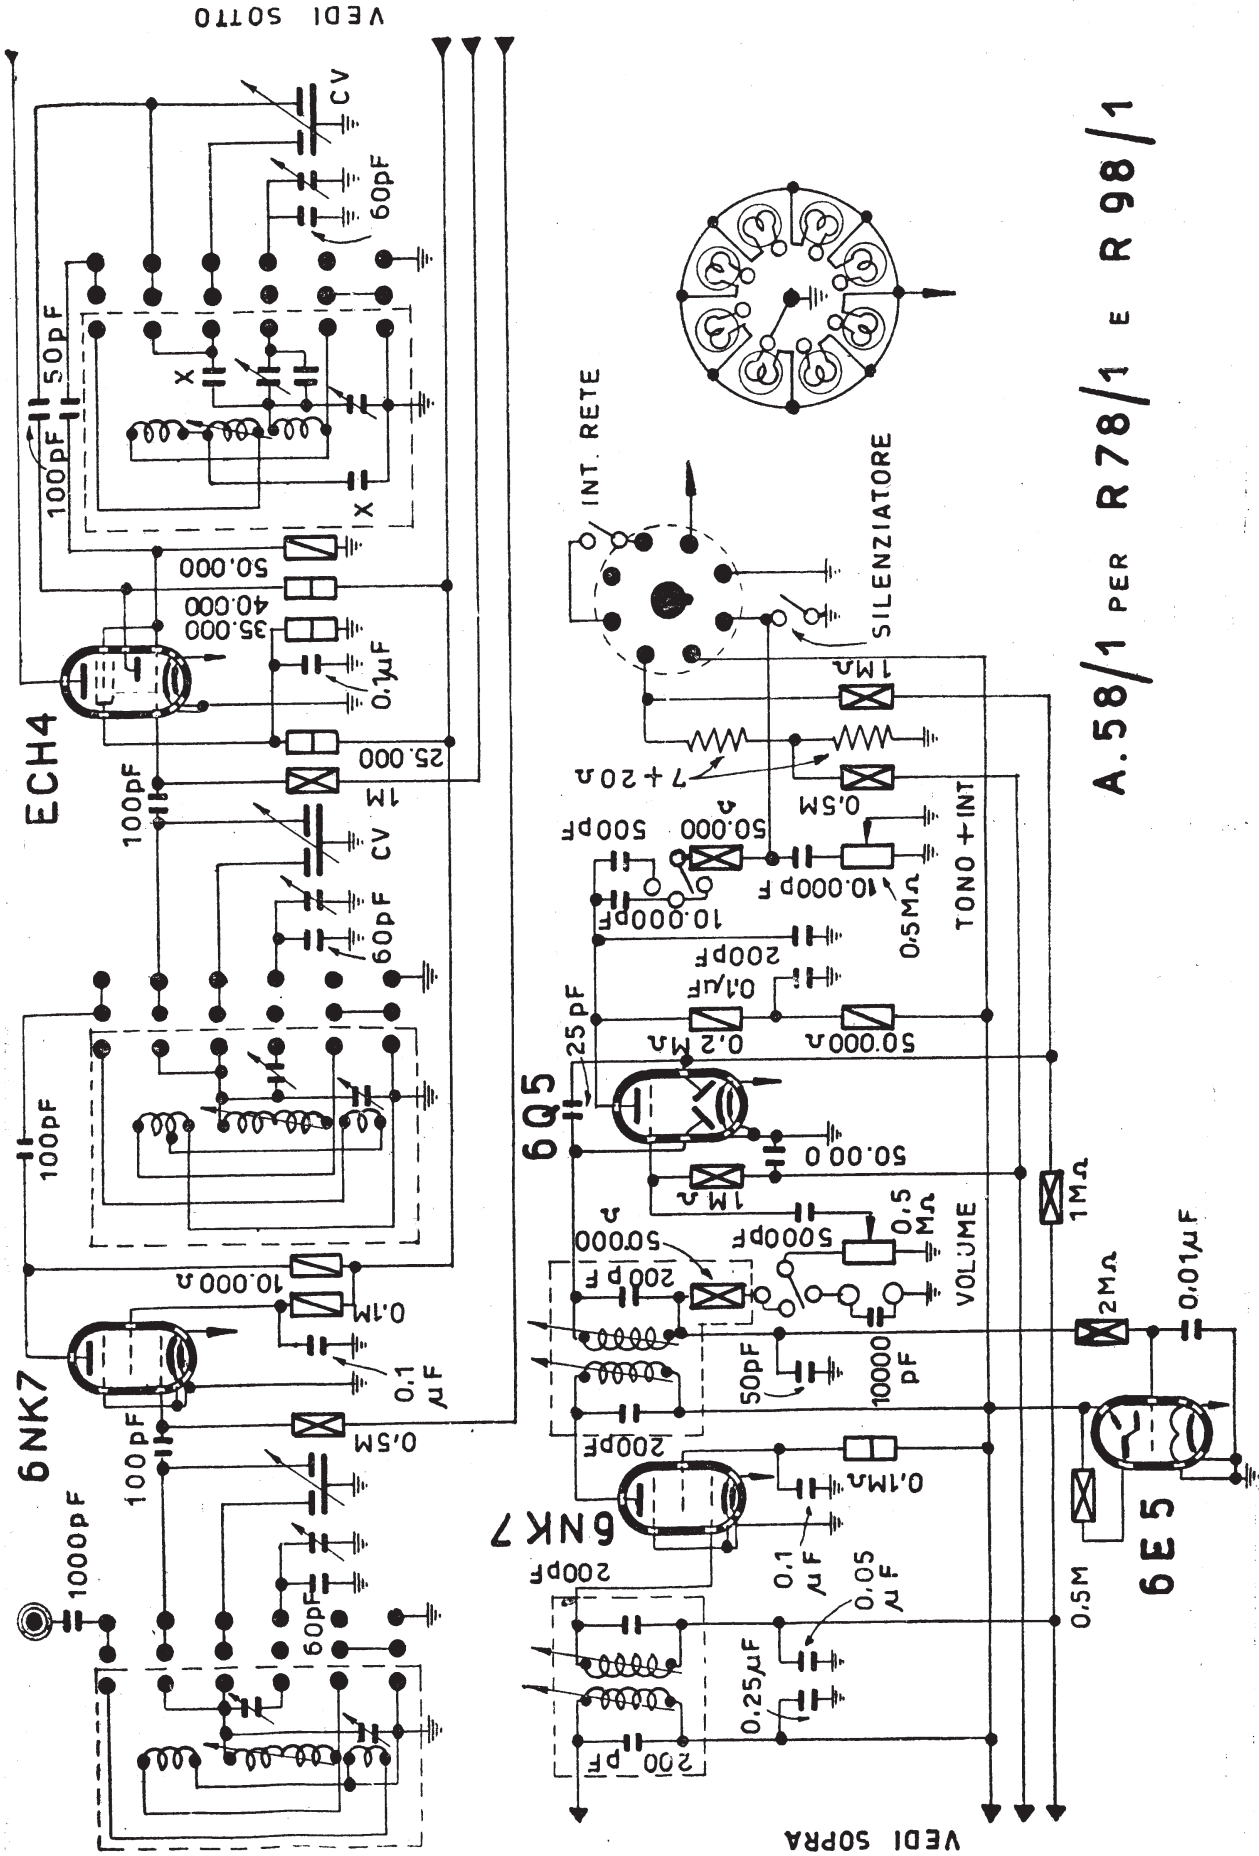 VEDI SOTTO
6NK7
ECH4
1000pF
100pF
60pF
0,5M
0.1
µF
0.1M
10.000Ω
100pF
60pF
CV
100pF
1M
25.000
0.1µF
35.000
40.000
50.000
100pF
50pF
X
X
60pF
CV
VEDI SOPRA
200
pF
200pF
0.25µF
0.05
µF
6NK7
0.1
µF
0,1MΩ
200pF
200pF
50pF
50'000
Ω
10000
pF
VOLUME
0,5
MΩ
5000pF
1MΩ
50.000
6Q5
25pF
0,2 MΩ
0.1µF
50'000Ω
200pF
10.000pF
500pF
50.000
Ω
10.000pF
0,5MΩ
TONO + INT
7 + 20Ω
0,5M
1MΩ
SILENZIATORE
INT. RETE
0.5M
6E5
2MΩ
0,01µF
1MΩ
A.58/1 PER R78/1 E R98/1